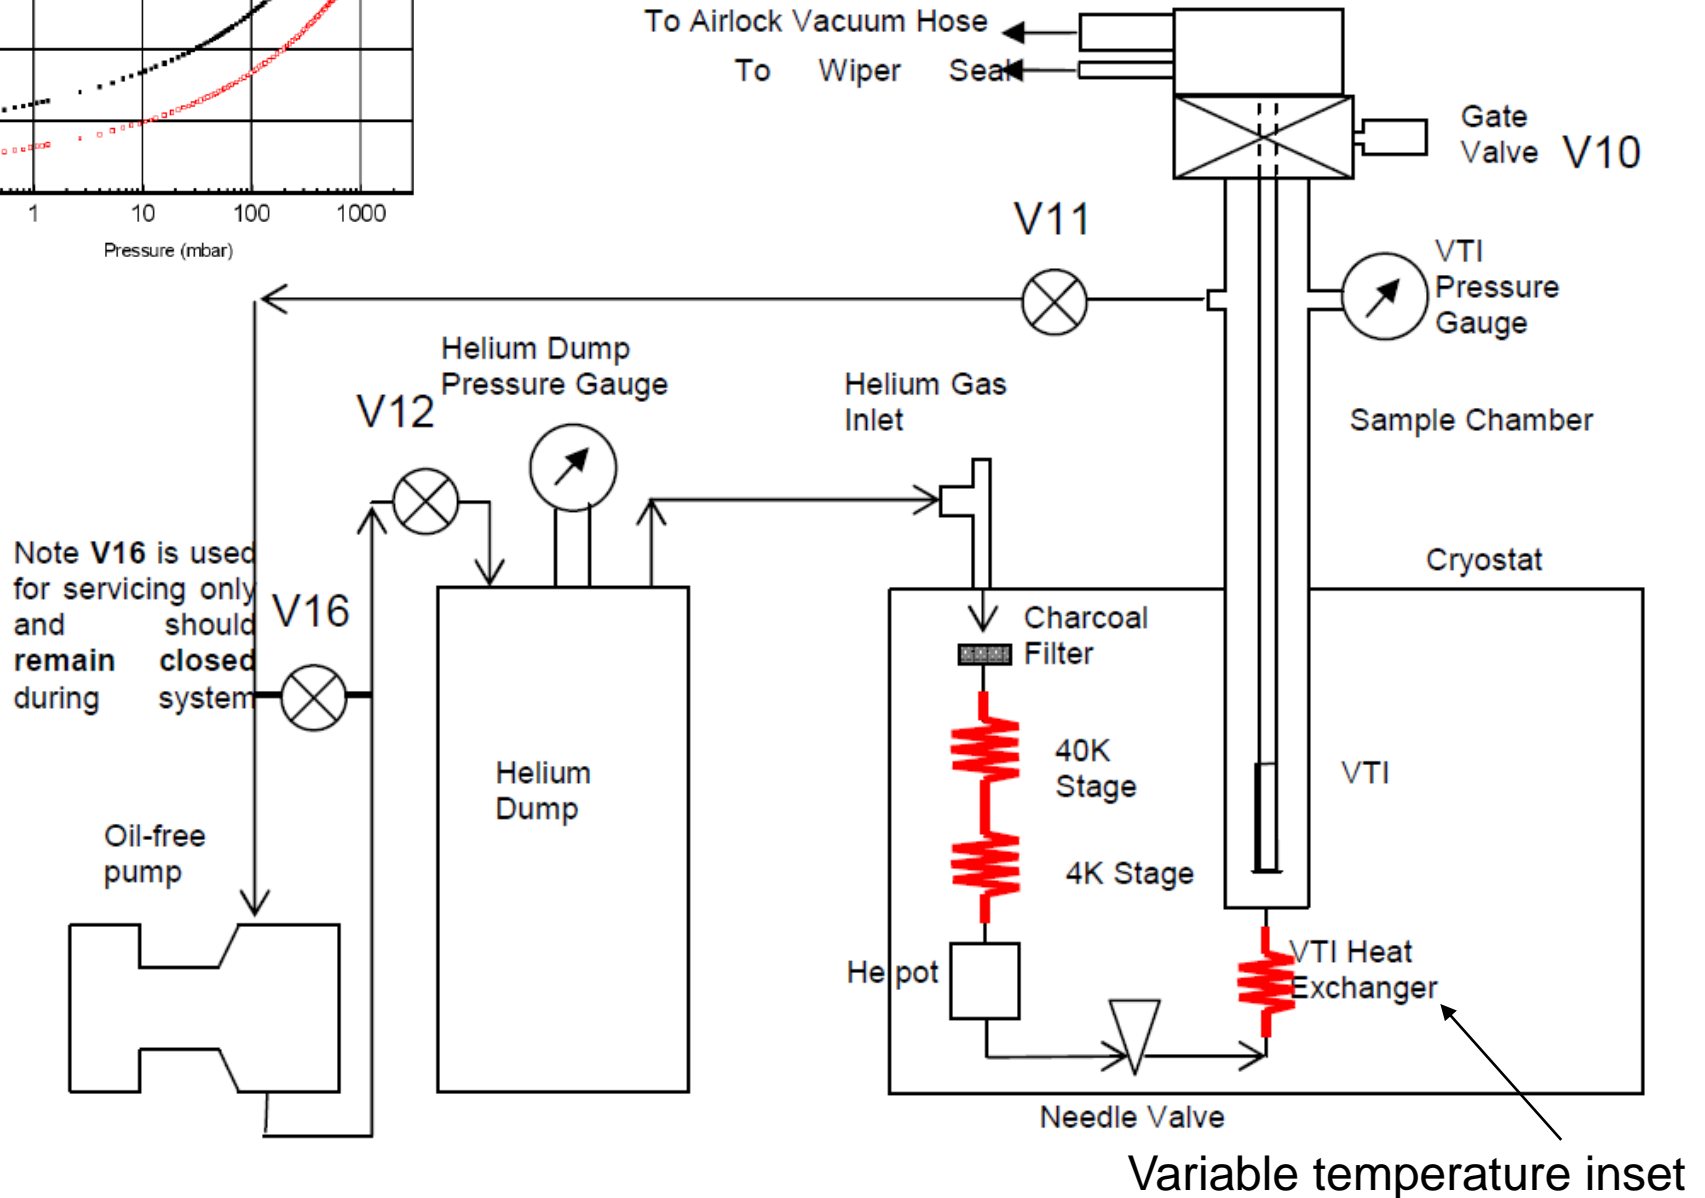 To Airlock Vacuum Hose
To Wiper Seal
Gate
Valve V10
1 10 100 1000
Pressure (mbar)
V11
VTI
Pressure
Gauge
Helium Dump
Pressure Gauge
V12
Helium Gas
Inlet
Sample Chamber
Note V16 is used
for servicing only
and should
remain closed
during system
V16
Cryostat
Charcoal
Filter
40K
Stage
Helium
Dump
VTI
Oil-free
pump
4K Stage
He pot
VTI Heat
Exchanger
Needle Valve
Variable temperature inset